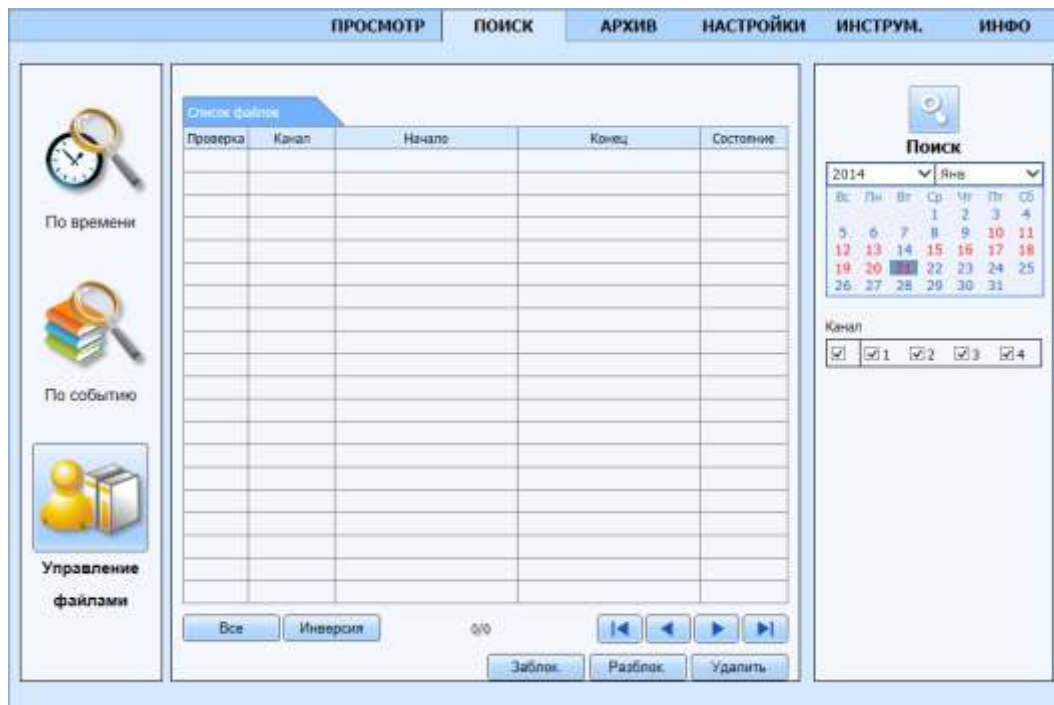 ПРОСМОТР ПОИСК АРХИВ НАСТРОЙКИ ИНСТРУМ. ИНФО
По времени
По событию
Управление
файлами
Список файлов
Проверка Канал Начало Конец Состояние
Все Инверсия 0/0
Заблок. Разблок. Удалить
Поиск
2014 Янв
Вс Пн Вт Ср Чт Пт Сб
1 2 3 4
5 6 7 8 9 10 11
12 13 14 15 16 17 18
19 20 21 22 23 24 25
26 27 28 29 30 31
Канал
1 2 3 4